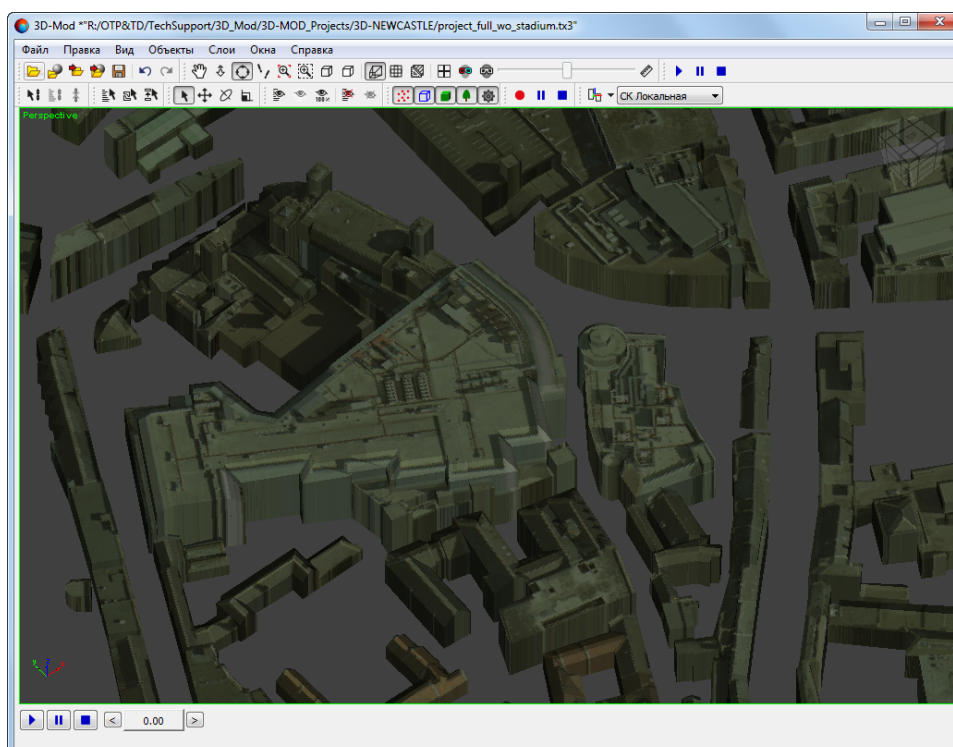 3D-Mod *"R:/OTP&TD/TechSupport/3D_Mod/3D-MOD_Projects/3D-NEWCASTLE/project_full_wo_stadium.tx3"
Файл Правка Вид Объекты Слои Окна Справка
100%
СК Локальная
Perspective
< 0.00 >